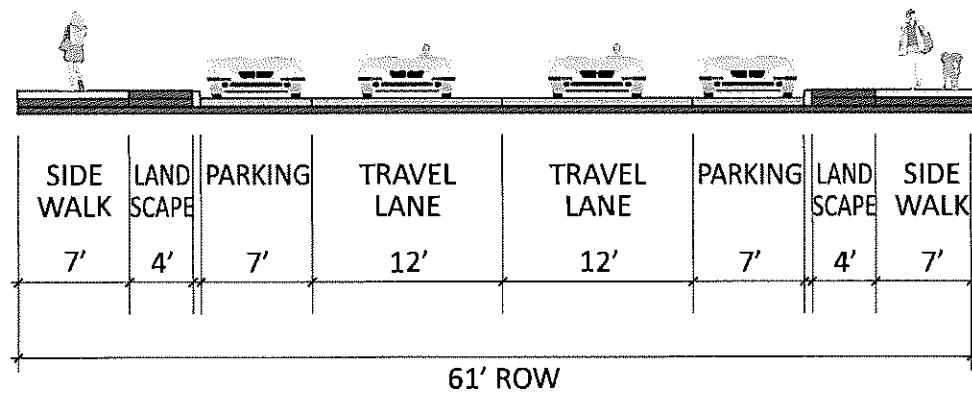 SIDE LAND PARKING TRAVEL TRAVEL PARKING LAND SIDE
WALK SCAPE LANE LANE SCAPE WALK
7' 4' 7' 12' 12' 7' 4' 7'
61' ROW